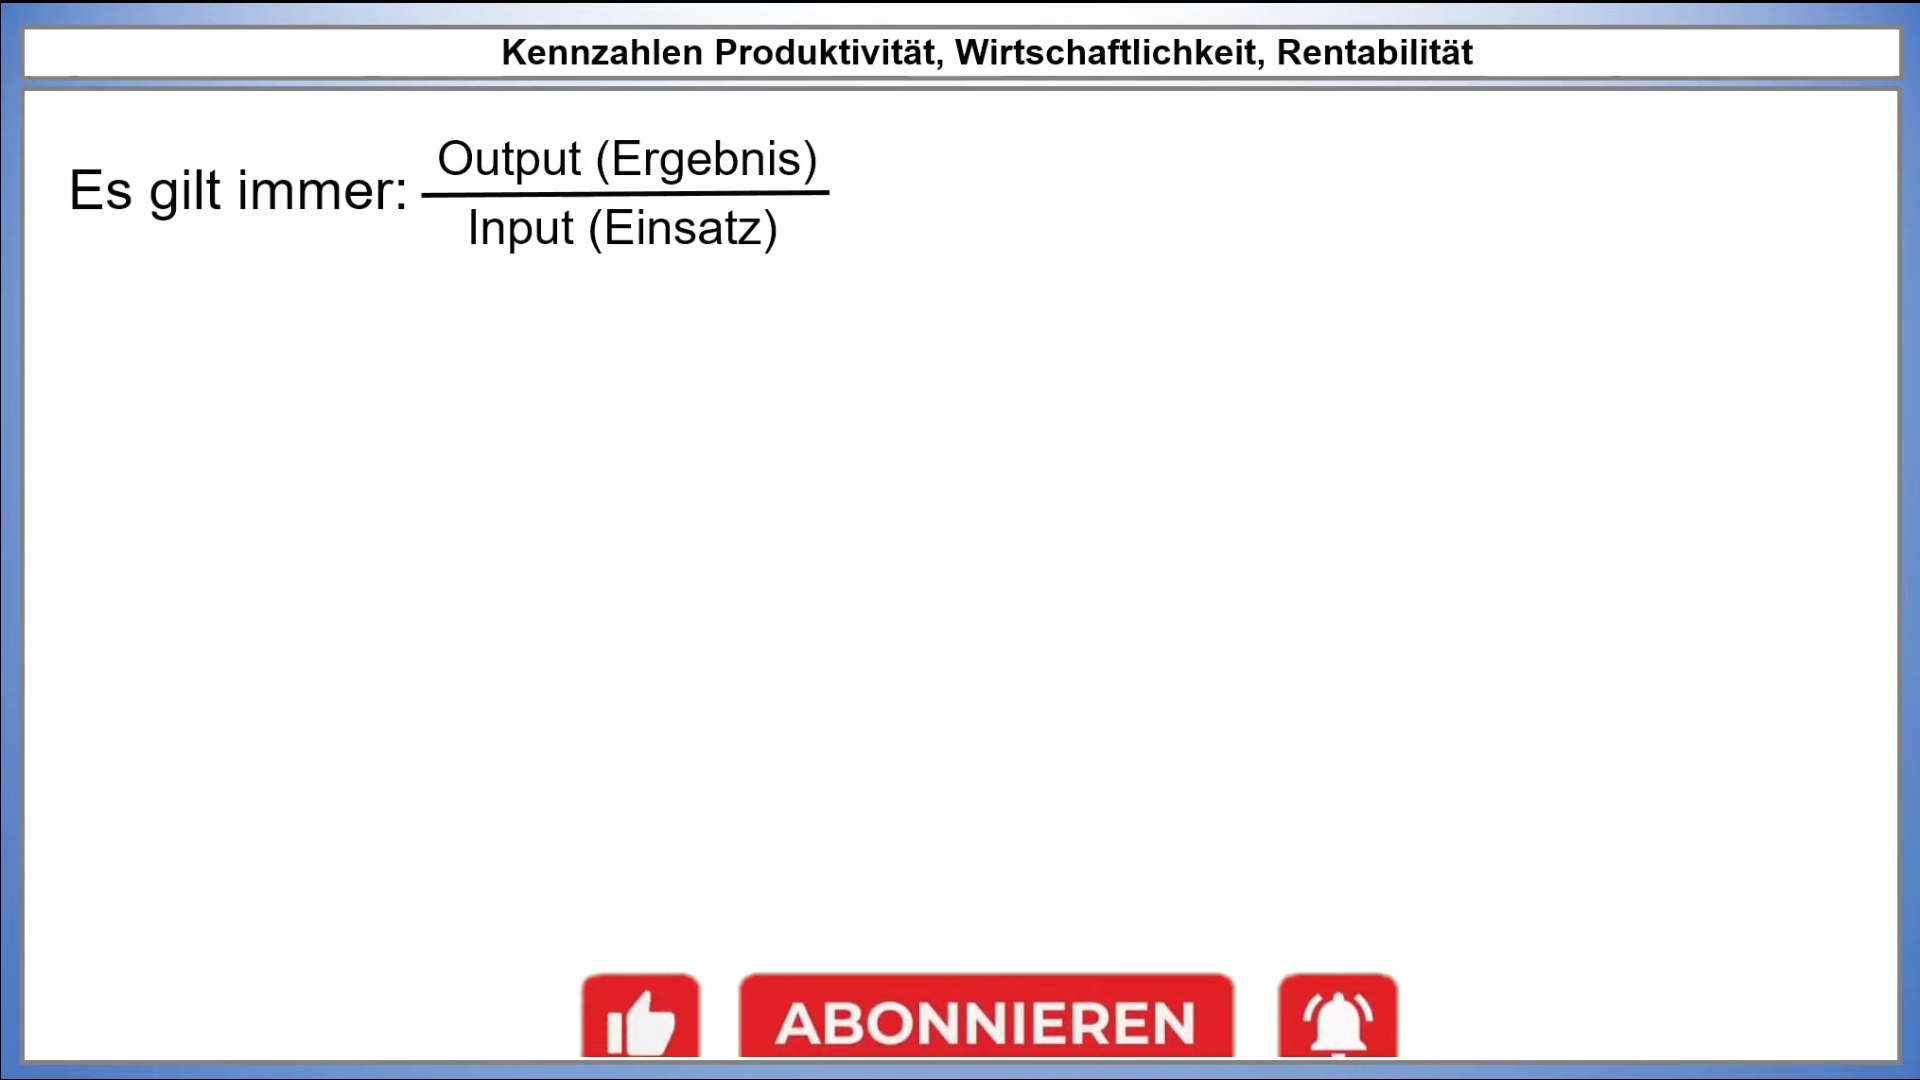 Kennzahlen Produktivität, Wirtschaftlichkeit, Rentabilität
Es gilt immer:
Output (Ergebnis)
Input (Einsatz)
ABONNIEREN